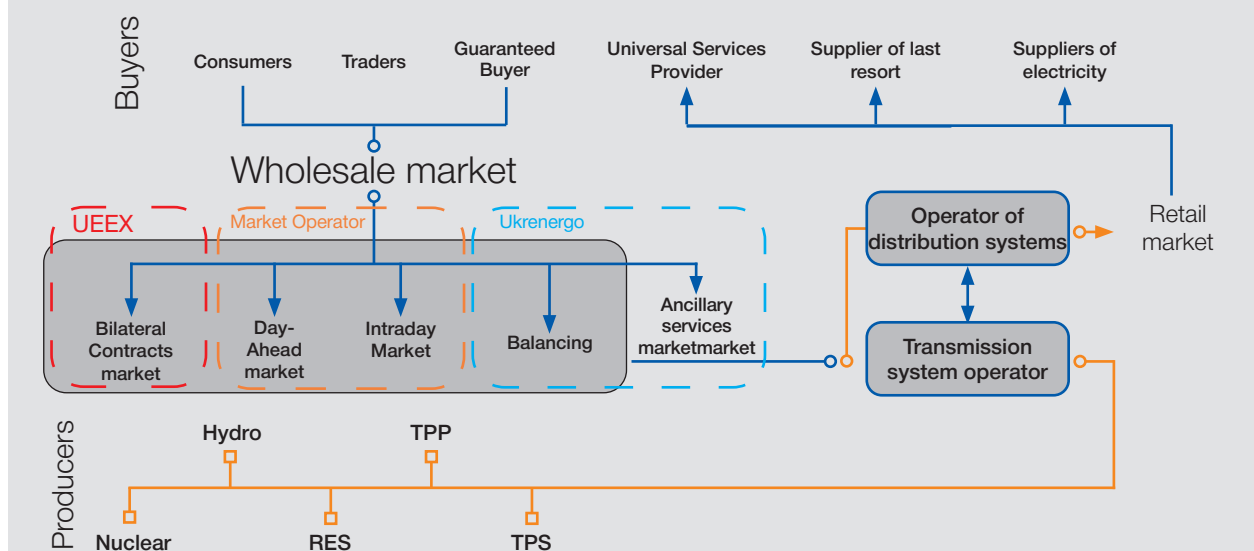 Buyers
Consumers
Traders
Guaranteed
Buyer
Universal Services
Provider
Supplier of last
resort
Suppliers of
electricity
Wholesale market
UEEX
Market Operator
Ukrenergo
Bilateral
Contracts
market
Day-
Ahead
market
Intraday
Market
Balancing
Ancillary
services
marketmarket
Operator of
distribution systems
Transmission
system operator
Retail
market
Producers
Hydro
TPP
Nuclear
RES
TPS